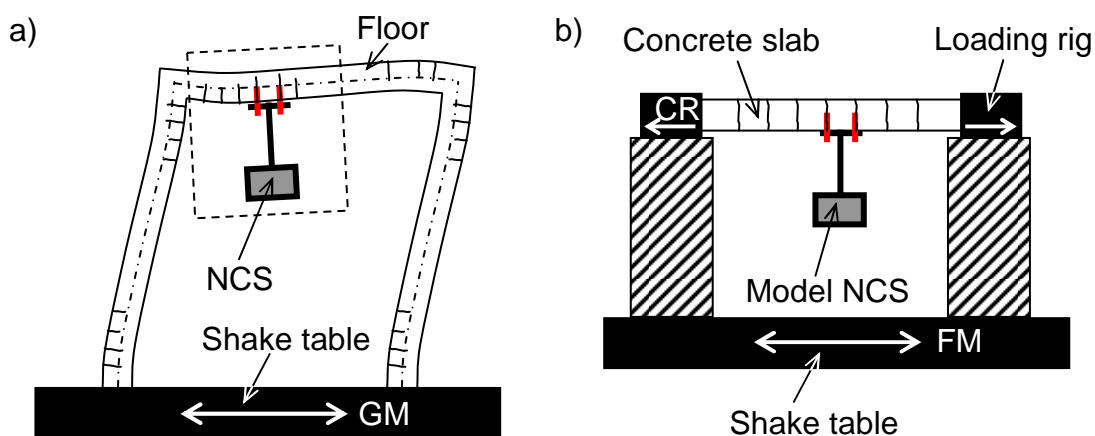 a)
Floor
NCS
Shake table
GM
b)
Concrete slab
Loading rig
CR
Model NCS
FM
Shake table